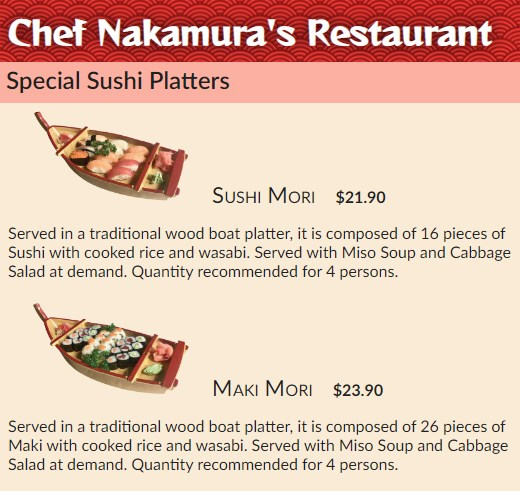 Chef Nakamura's Restaurant
Special Sushi Platters
Sushi Mori $21.90
Served in a traditional wood boat platter, it is composed of 16 pieces of
Sushi with cooked rice and wasabi. Served with Miso Soup and Cabbage
Salad at demand. Quantity recommended for 4 persons.
Maki Mori $23.90
Served in a traditional wood boat platter, it is composed of 26 pieces of
Maki with cooked rice and wasabi. Served with Miso Soup and Cabbage
Salad at demand. Quantity recommended for 4 persons.